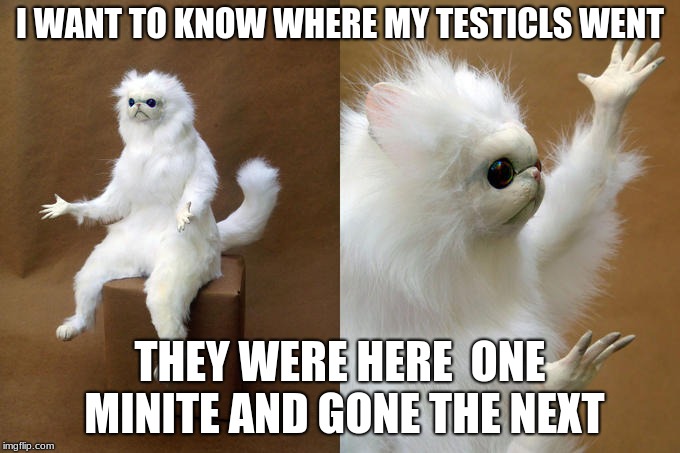 I WANT TO KNOW WHERE MY TESTICLS WENT
THEY WERE HERE  ONE
MINITE AND GONE THE NEXT
imgflip.com